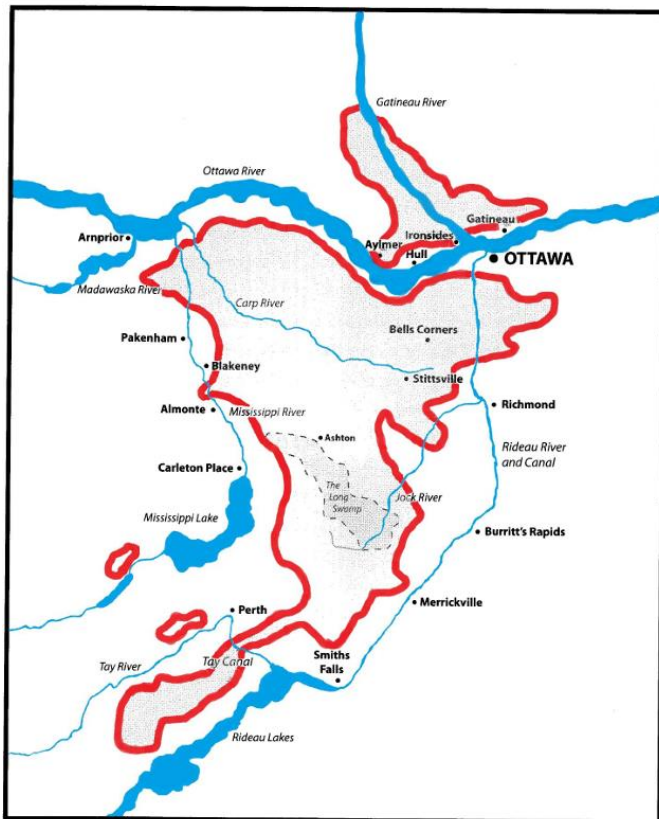 Gatineau River
Ottawa River
Gatineau
Arnprior
Ironsides
Aylmer
Hull
OTTAWA
Madawaska River
Carp River
Pakenham
Bells Corners
Blakeney
Stittsville
Almonte
Mississippi River
Richmond
Ashton
Rideau River
and Canal
Carleton Place
The
Long
Swamp
Jock River
Mississippi Lake
Burritt's Rapids
Perth
Merrickville
Tay River
Tay Canal
Smiths
Falls
Rideau Lakes